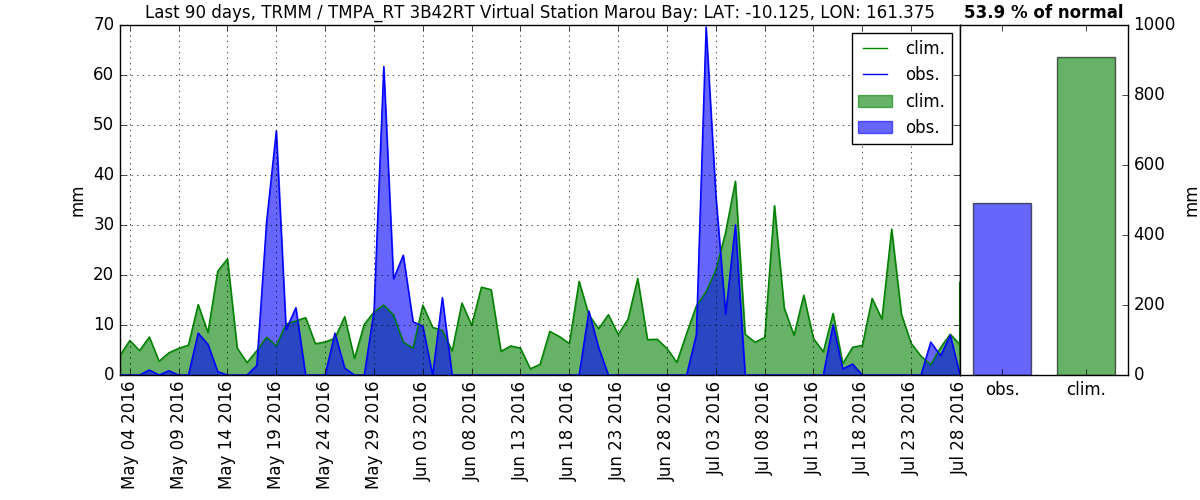 Last 90 days, TRMM / TMPA_RT 3B42RT Virtual Station Marou Bay: LAT: -10.125, LON: 161.375
53.9 % of normal
70
60
50
40
30
20
10
0
mm
clim.
obs.
clim.
obs.
May 04 2016
May 09 2016
May 14 2016
May 19 2016
May 24 2016
May 29 2016
Jun 03 2016
Jun 08 2016
Jun 13 2016
Jun 18 2016
Jun 23 2016
Jun 28 2016
Jul 03 2016
Jul 08 2016
Jul 13 2016
Jul 18 2016
Jul 23 2016
Jul 28 2016
1000
800
600
400
200
0
mm
obs.
clim.